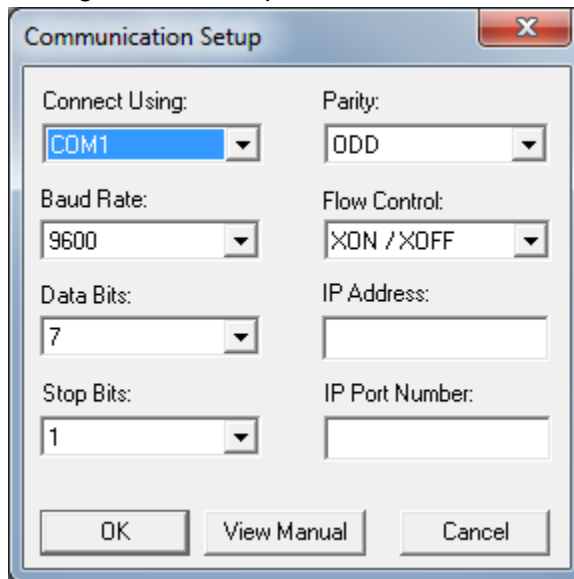 Communication Setup
Connect Using:
COM1
Parity:
ODD
Baud Rate:
9600
Flow Control:
XON / XOFF
Data Bits:
7
IP Address:
Stop Bits:
1
IP Port Number:
OK
View Manual
Cancel